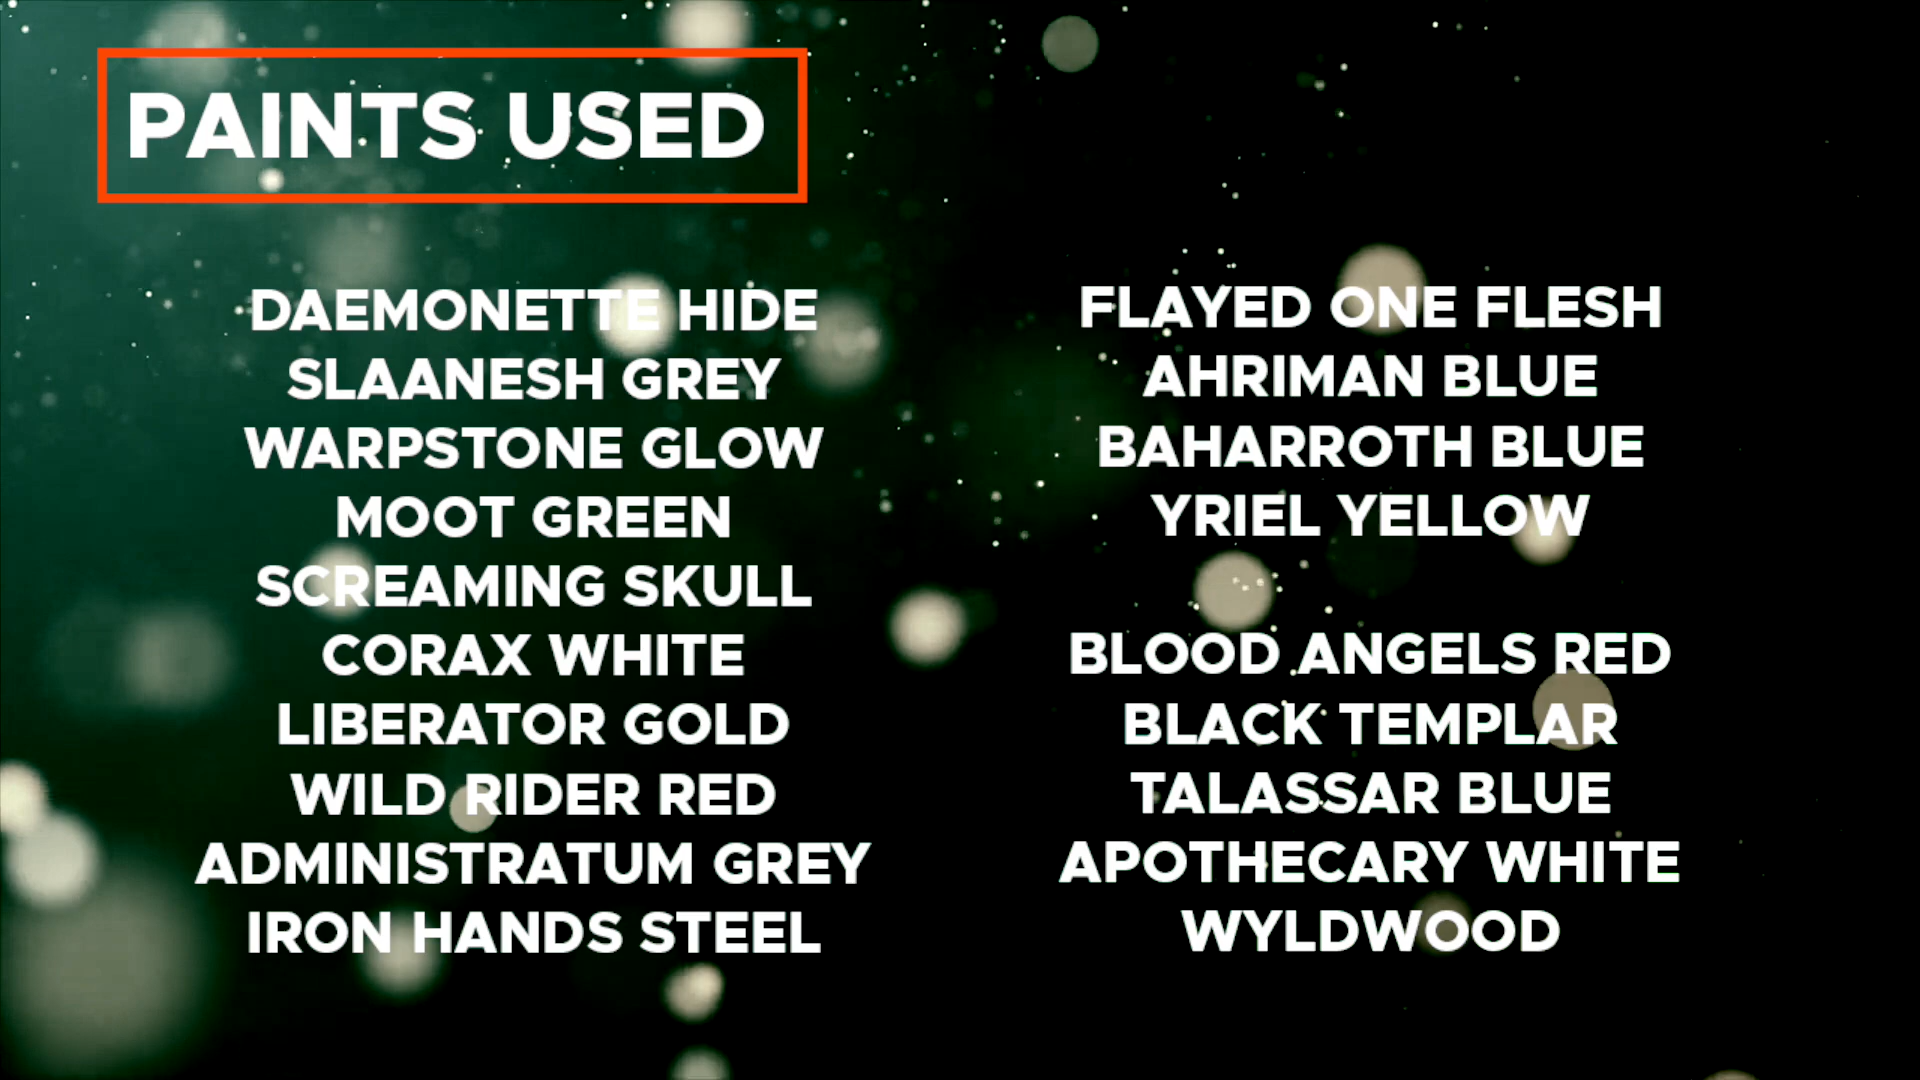 PAINTS USED
DAEMONETTE HIDE
SLAANESH GREY
WARPSTONE GLOW
MOOT GREEN
SCREAMING SKULL
CORAX WHITE
LIBERATOR GOLD
WILD RIDER RED
ADMINISTRATUM GREY
IRON HANDS STEEL
FLAYED ONE FLESH
AHRIMAN BLUE
BAHARROTH BLUE
YRIEL YELLOW
BLOOD ANGELS RED
BLACK TEMPLAR
TALASSAR BLUE
APOTHECARY WHITE
WYLDWOOD